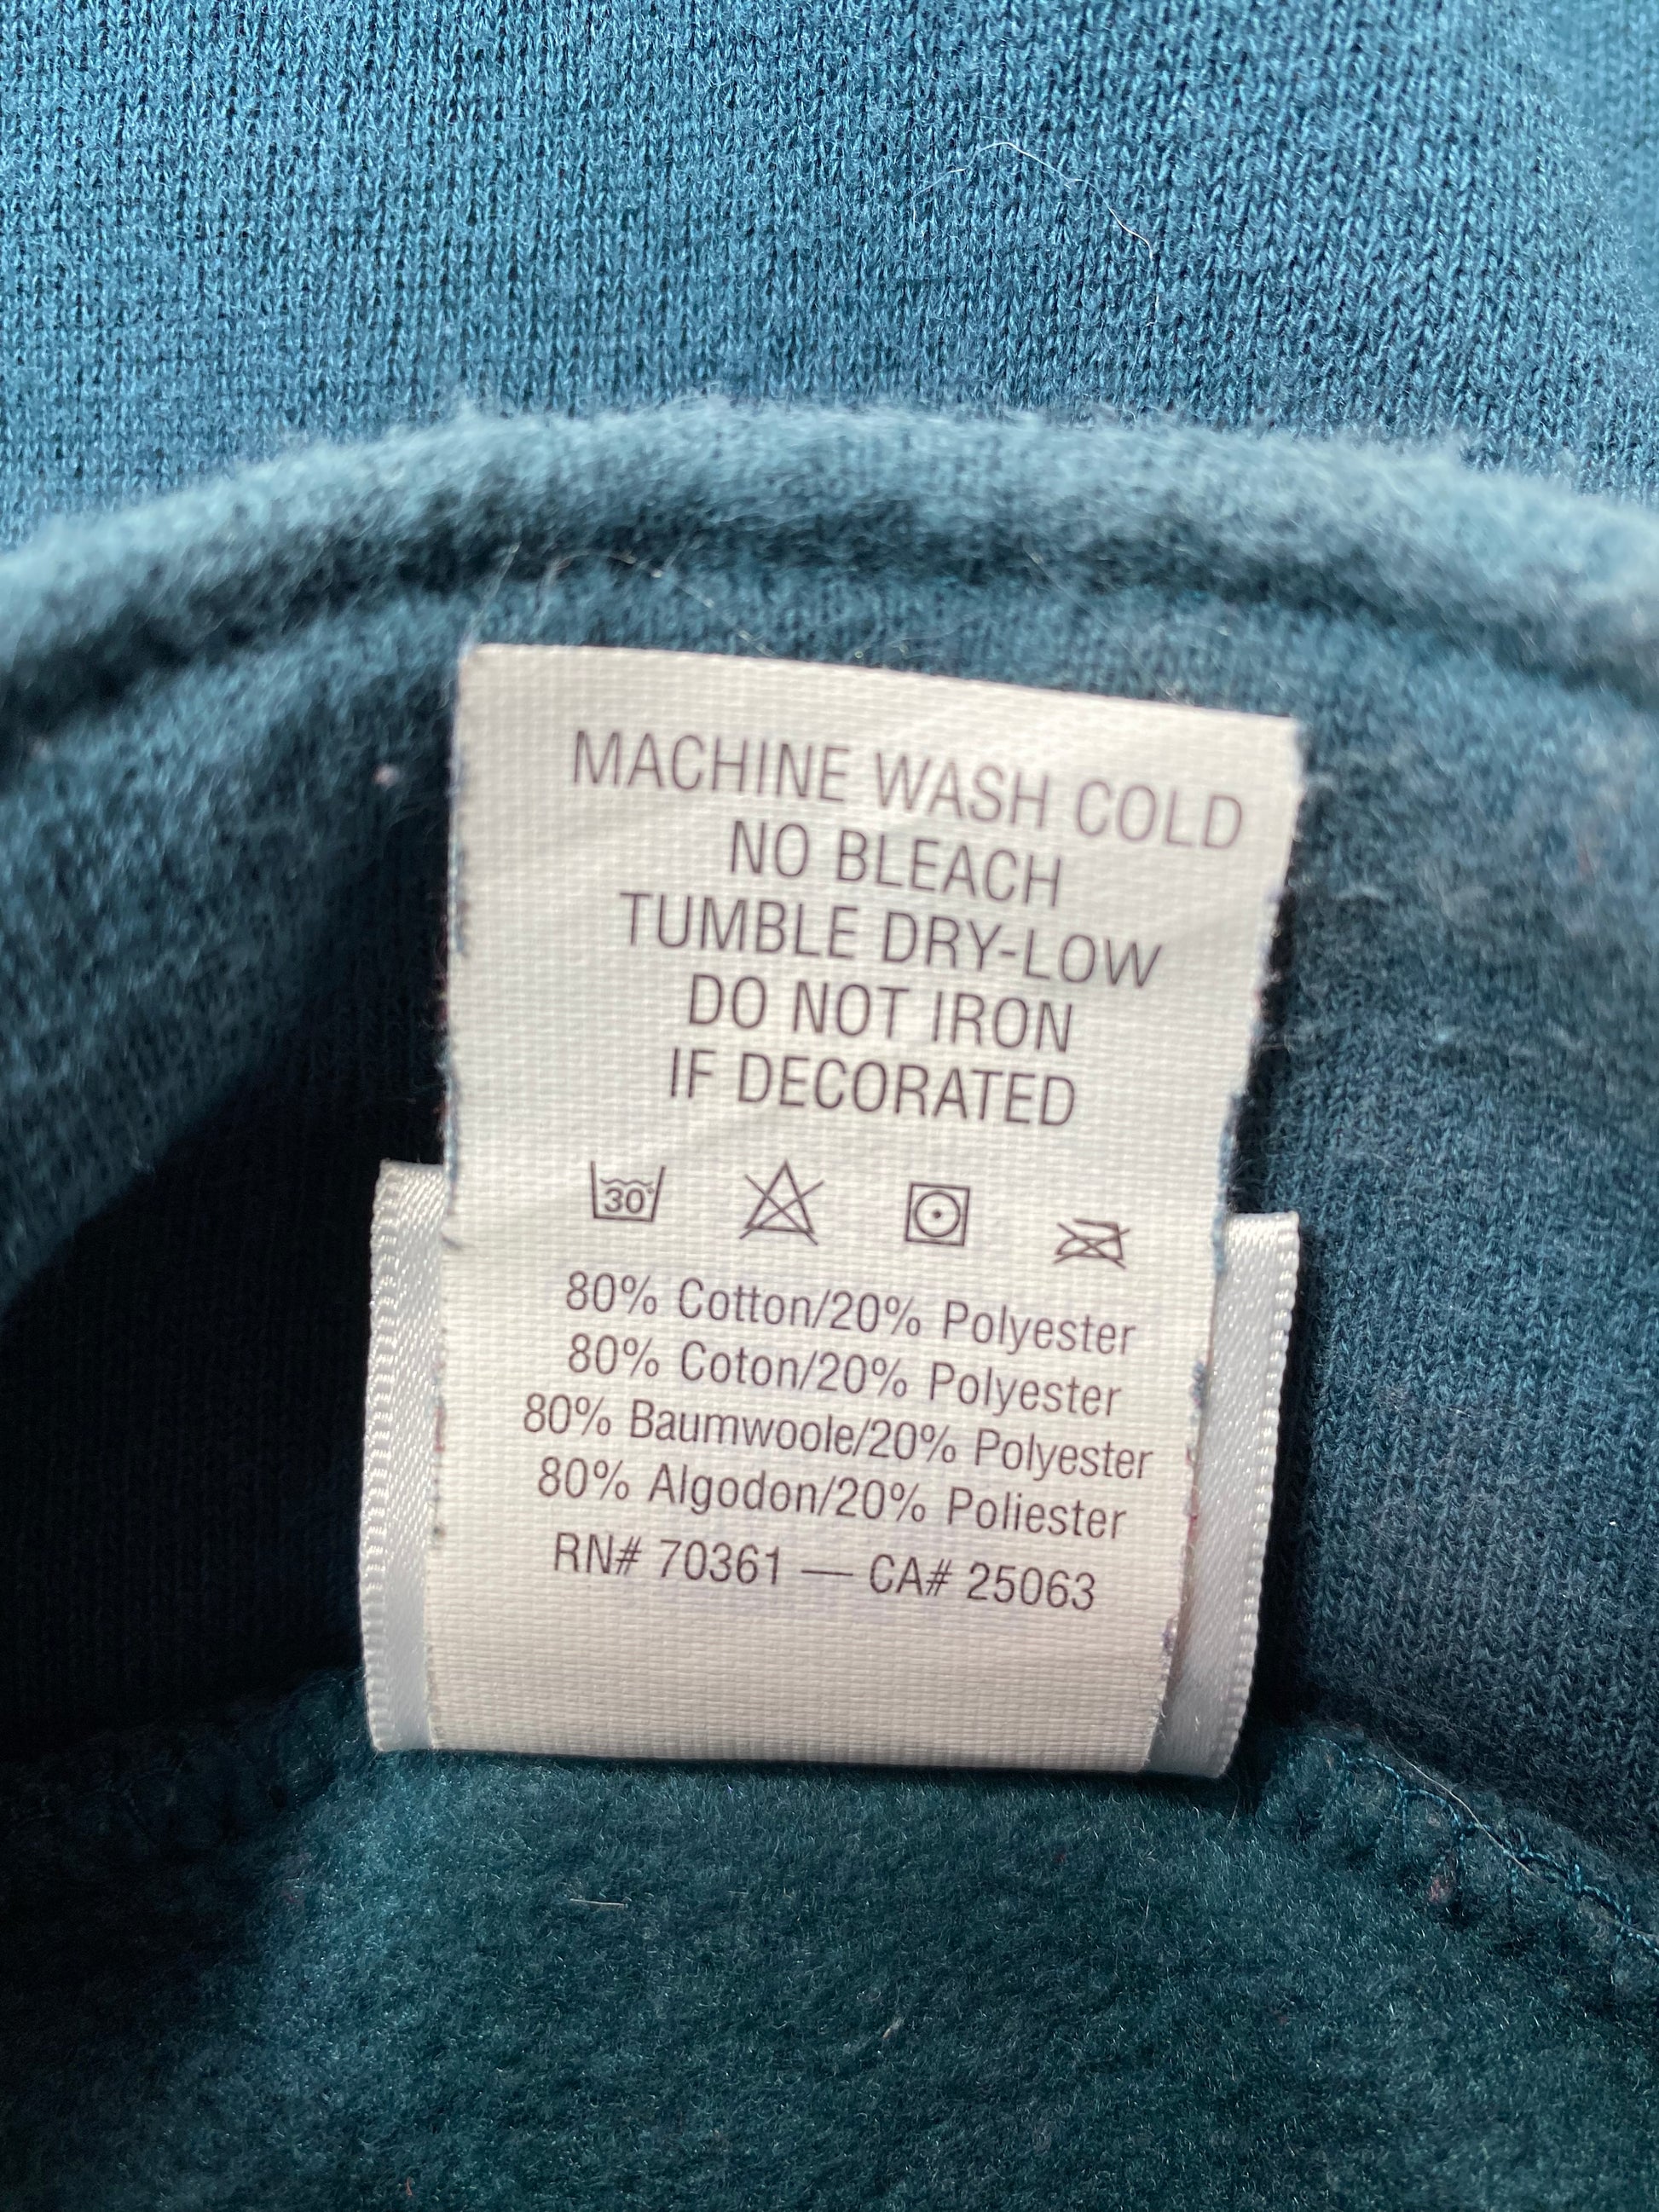 MACHINE WASH COLD
NO BLEACH
TUMBLE DRY-LOW
DO NOT IRON
IF DECORATED
30°
80% Cotton/20% Polyester
80% Coton/20% Polyester
80% Baumwoole/20% Polyester
80% Algodon/20% Poliester
RN# 70361 — CA# 25063